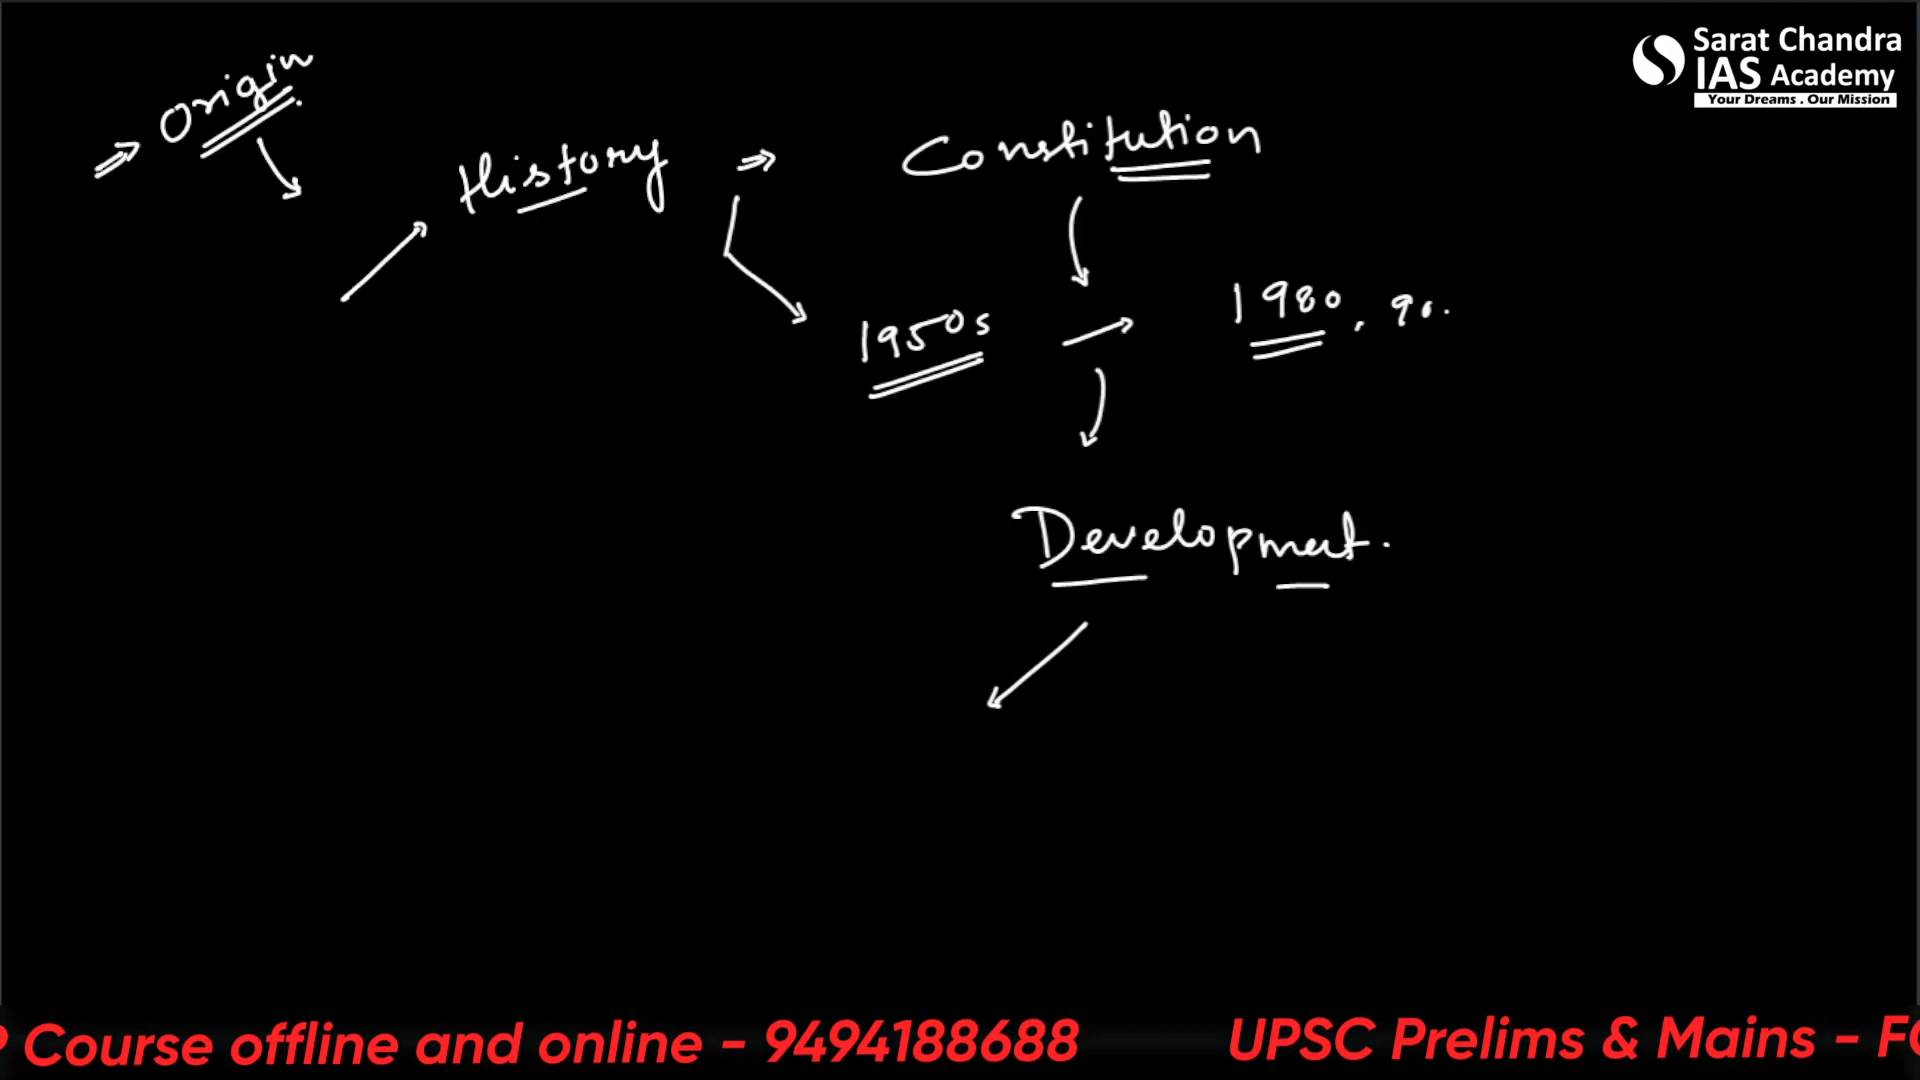 Sarat Chandra
IAS Academy
Your Dreams . Our Mission
⇒ Origin
History ⇒ Constitution
1950s → 1980, 90.
Development.
P Course offline and online - 9494188688 UPSC Prelims & Mains - FO